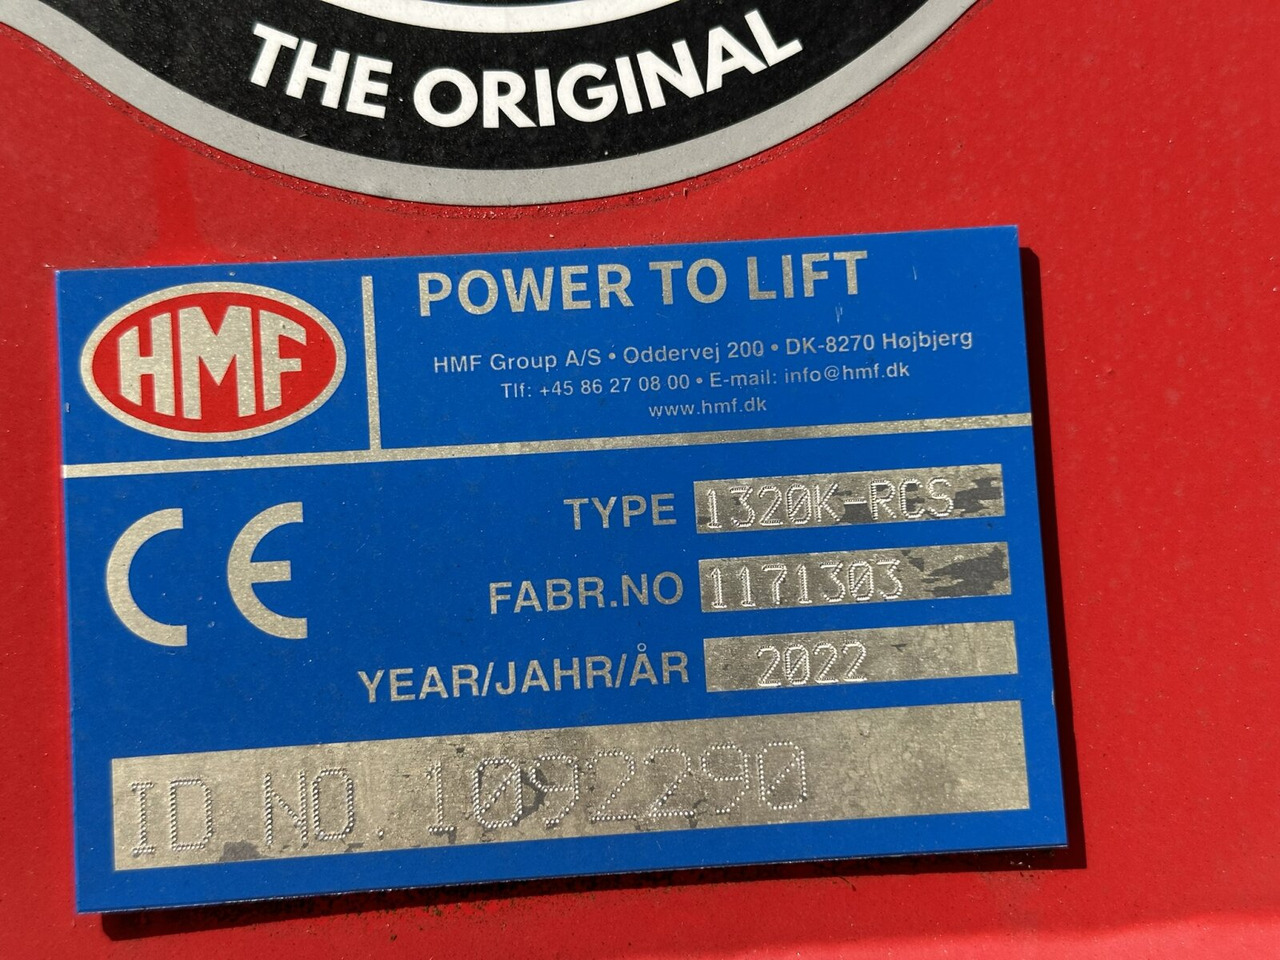 THE ORIGINAL
HMF
POWER TO LIFT
HMF Group A/S • Oddervej 200 • DK-8270 Højbjerg
Tlf: +45 86 27 08 00 • E-mail: info@hmf.dk
www.hmf.dk
CE
TYPE 1320K-RCS
FABR.NO 1171303
YEAR/JAHR/ÅR 2022
ID NO. 1092290